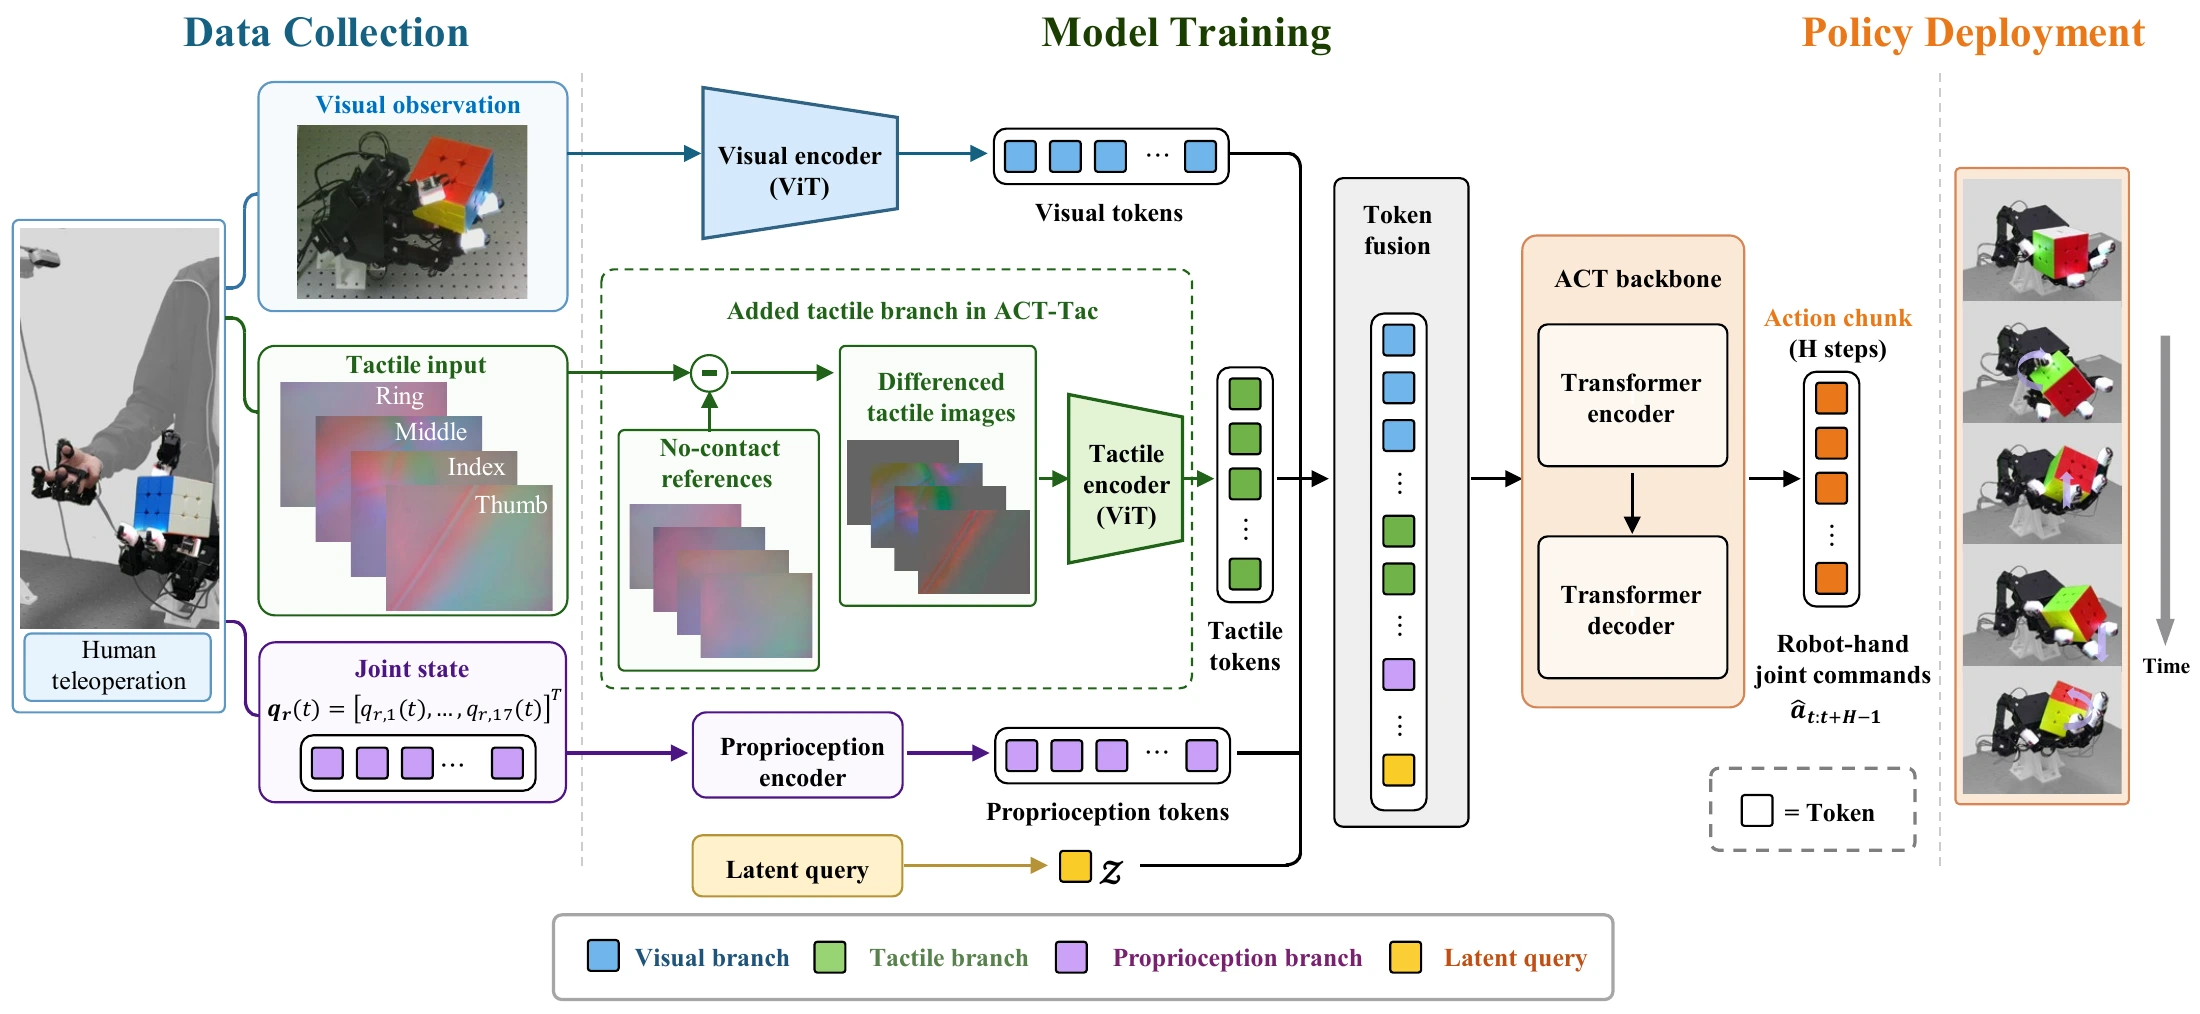 Data Collection
Model Training
Policy Deployment
Visual observation
Visual encoder
(ViT)
Visual tokens
Human
teleoperation
Tactile input
Ring
Middle
Index
Thumb
Added tactile branch in ACT-Tac
-
No-contact
references
Differenced
tactile images
Tactile
encoder
(ViT)
Tactile
tokens
Joint state
𝒒𝒓(t) = [q_{r,1}(t), ..., q_{r,17}(t)]^T
...
Proprioception
encoder
...
Proprioception tokens
Latent query
𝓏
Token
fusion
ACT backbone
Transformer
encoder
Transformer
decoder
Action chunk
(H steps)
Robot-hand
joint commands
â_{t:t+H−1}
= Token
Time
Visual branch
Tactile branch
Proprioception branch
Latent query